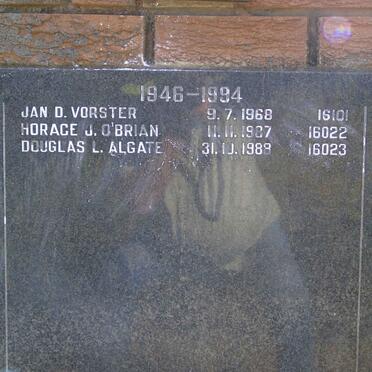 1946-1994
JAN D. VORSTER 9.7.1968 16101
HORACE J. O'BRIAN 11.11.1987 16022
DOUGLAS L. ALGATE 31.10.1989 16023